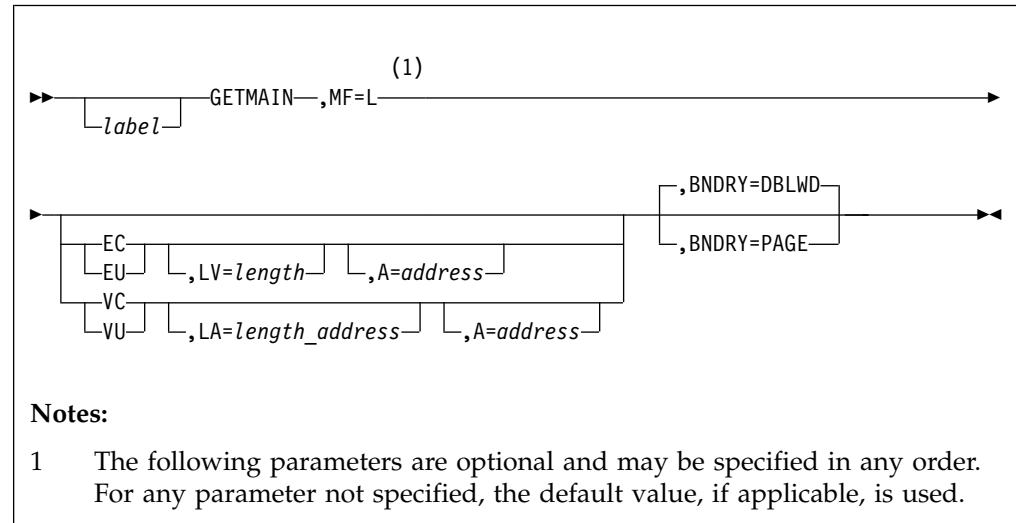 (1)
GETMAIN ,MF=L
label
,BNDRY=DBLWD
EC
,BNDRY=PAGE
EU ,LV=length ,A=address
VC
VU ,LA=length_address ,A=address
Notes:
1 The following parameters are optional and may be specified in any order.
For any parameter not specified, the default value, if applicable, is used.